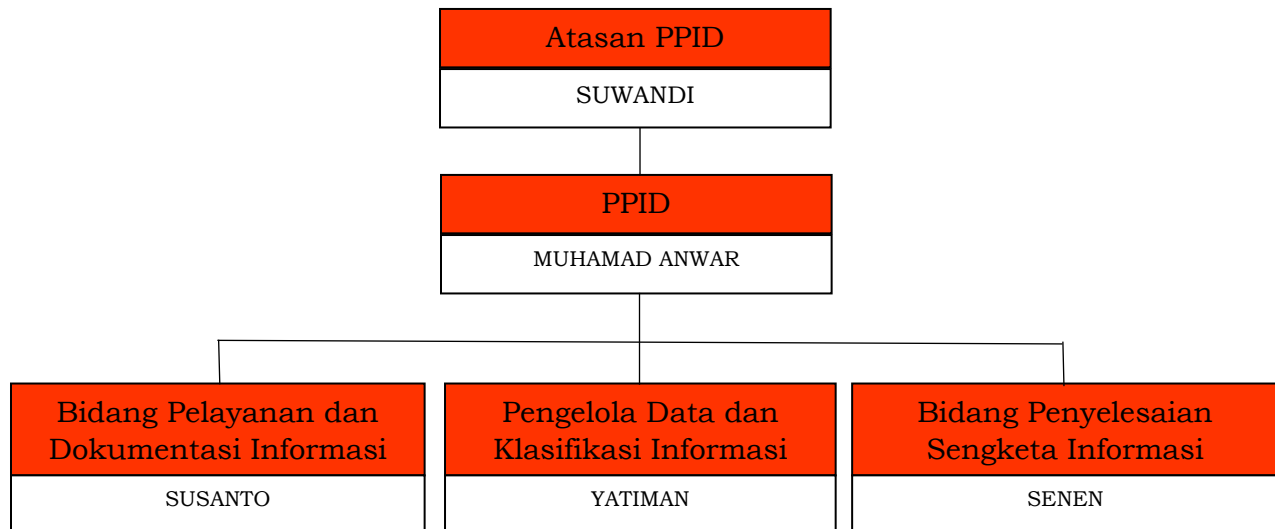 Atasan PPID
SUWANDI
PPID
MUHAMAD ANWAR
Bidang Pelayanan dan
Dokumentasi Informasi
SUSANTO
Pengelola Data dan
Klasifikasi Informasi
YATIMAN
Bidang Penyelesaian
Sengketa Informasi
SENEN